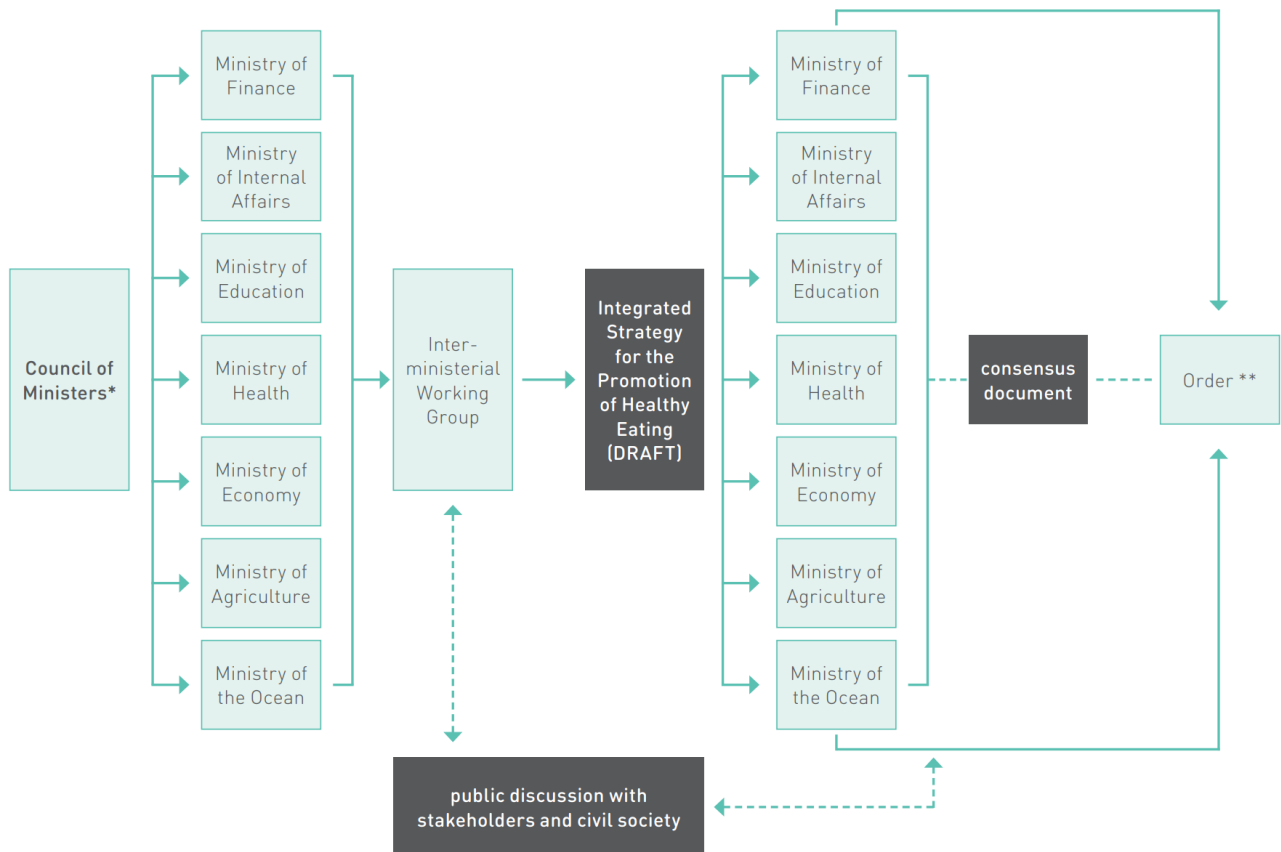 Council of
Ministers*
Ministry of
Finance
Ministry
of Internal
Affairs
Ministry of
Education
Ministry of
Health
Ministry of
Economy
Ministry of
Agriculture
Ministry of
the Ocean
Inter-
ministerial
Working
Group
Integrated
Strategy
for the
Promotion
of Healthy
Eating
(DRAFT)
Ministry of
Finance
Ministry
of Internal
Affairs
Ministry of
Education
Ministry of
Health
Ministry of
Economy
Ministry of
Agriculture
Ministry of
the Ocean
consensus
document
Order **
public discussion with
stakeholders and civil society